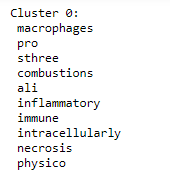 Cluster 0:
macrophages
pro
sthree
combustions
ali
inflammatory
immune
intracellularly
necrosis
physico